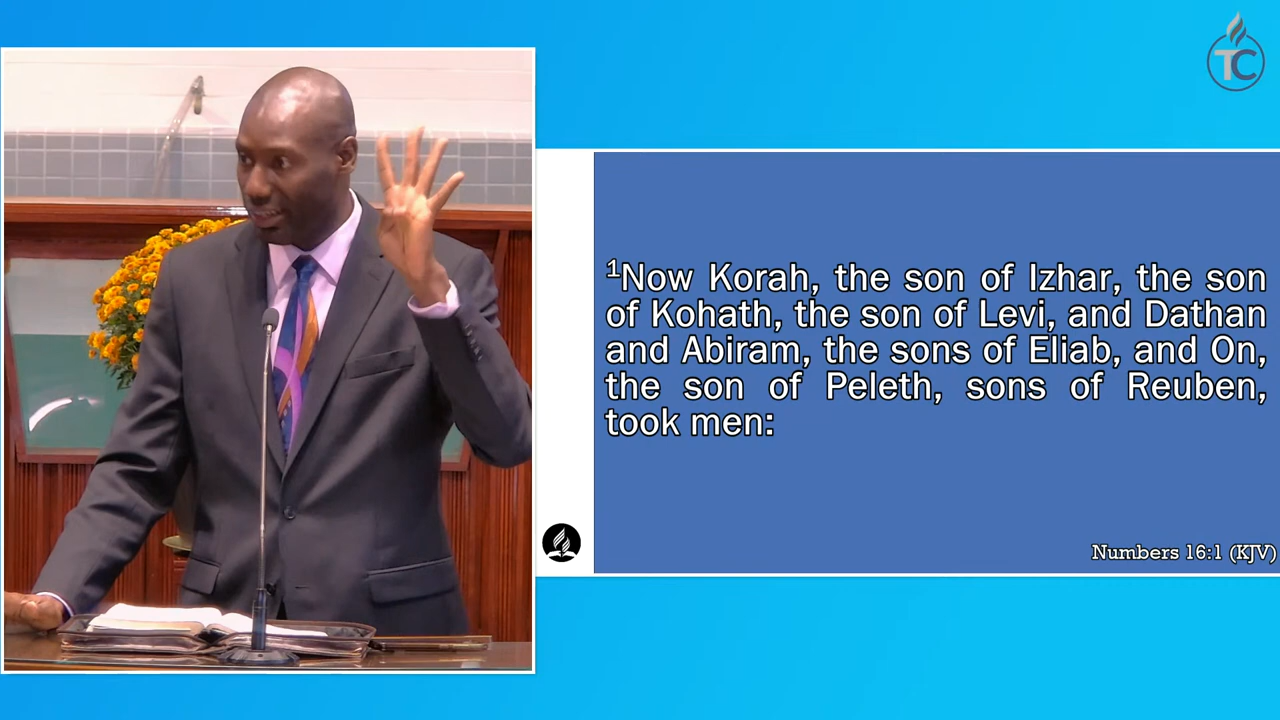 TC
¹Now Korah, the son of Izhar, the son
of Kohath, the son of Levi, and Dathan
and Abiram, the sons of Eliab, and On,
the son of Peleth, sons of Reuben,
took men:
Numbers 16:1 (KJV)